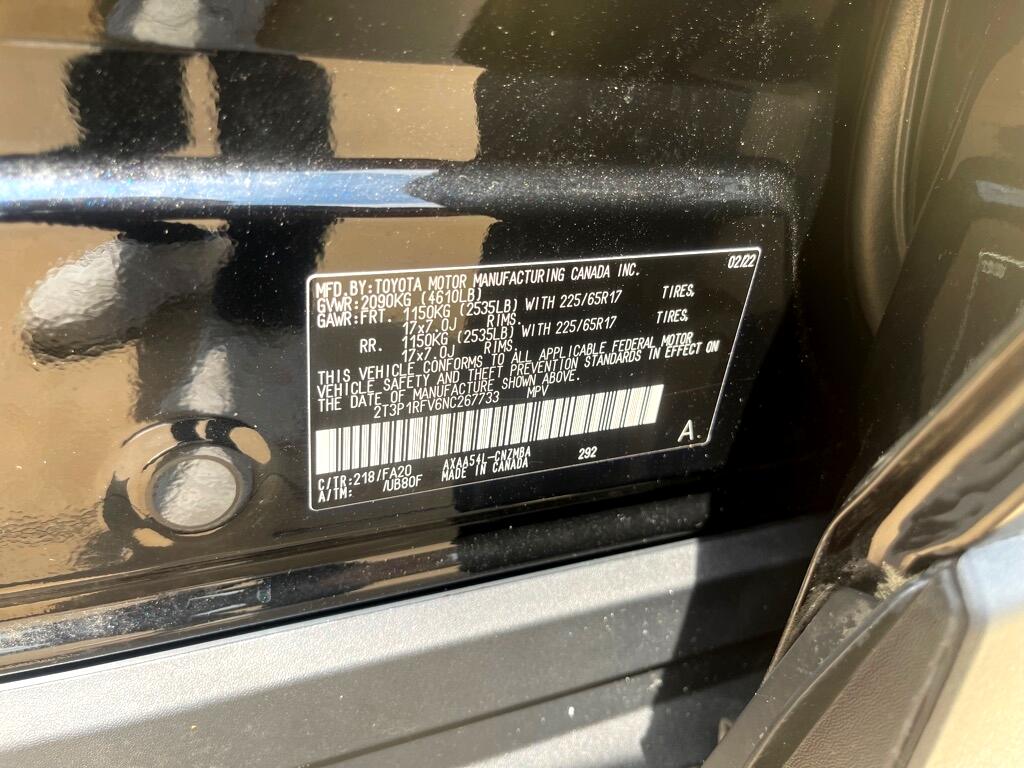 MFD.BY:TOYOTA MOTOR MANUFACTURING CANADA INC. 02/22
GVWR:2090KG (4610LB)
GAWR:FRT. 1150KG (2535LB) WITH 225/65R17 TIRES,
17x7.0J RIMS
RR. 1150KG (2535LB) WITH 225/65R17 TIRES,
17x7.0J RIMS
THIS VEHICLE CONFORMS TO ALL APPLICABLE FEDERAL MOTOR
VEHICLE SAFETY AND THEFT PREVENTION STANDARDS IN EFFECT ON
THE DATE OF MANUFACTURE SHOWN ABOVE.
2T3P1RFV6NC267733 MPV
A.
C/TR:218/FA20 AXAA54L-CNZMBA 292
A/TM: /UB80F MADE IN CANADA